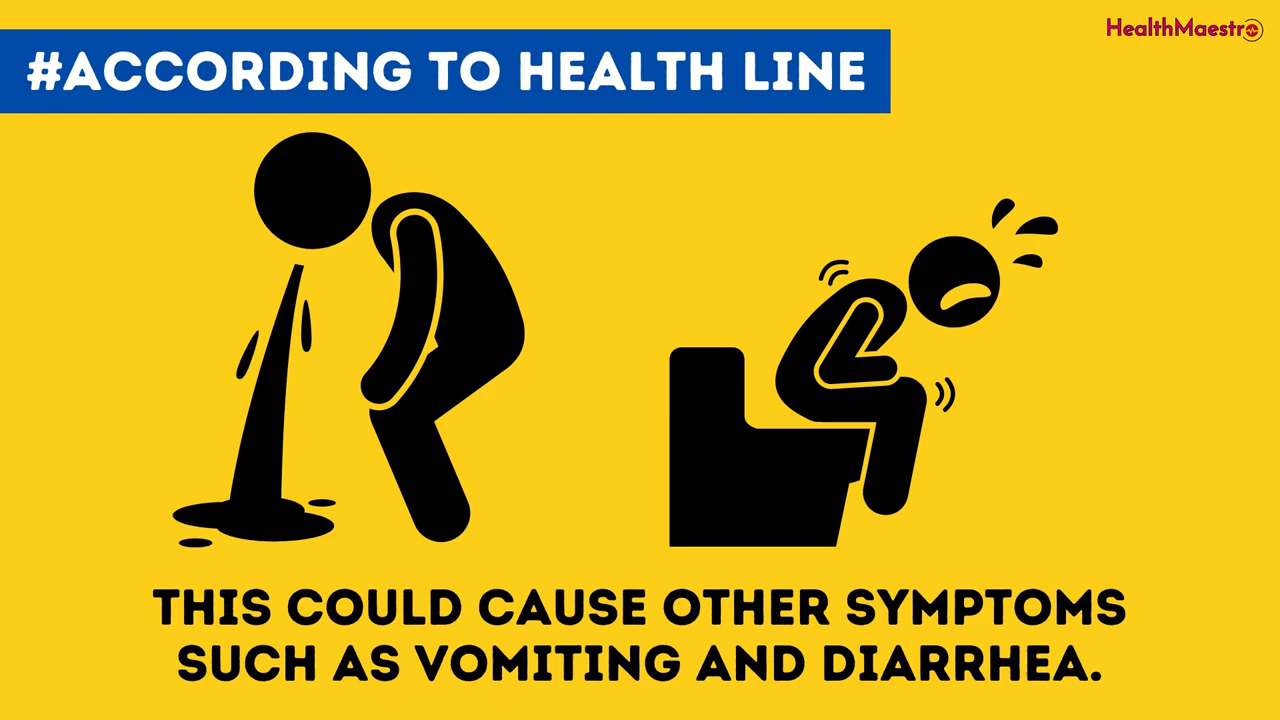 HealthMaestro
#ACCORDING TO HEALTH LINE
THIS COULD CAUSE OTHER SYMPTOMS
SUCH AS VOMITING AND DIARRHEA.